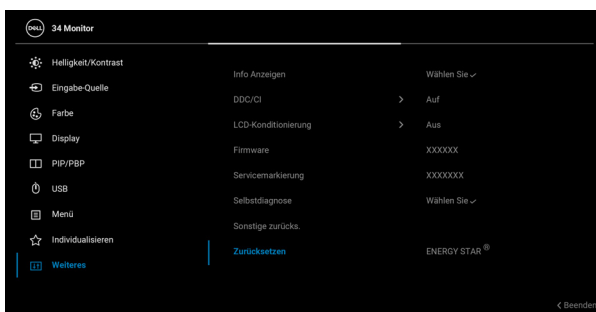 DELL 34 Monitor
Helligkeit/Kontrast
Eingabe-Quelle
Farbe
Display
PIP/PBP
USB
Menü
Individualisieren
Weiteres
Info Anzeigen Wählen Sie
DDC/CI > Auf
LCD-Konditionierung > Aus
Firmware XXXXXX
Servicemarkierung XXXXXXX
Selbstdiagnose Wählen Sie
Sonstige zurücks.
Zurücksetzen ENERGY STAR ®
Beenden